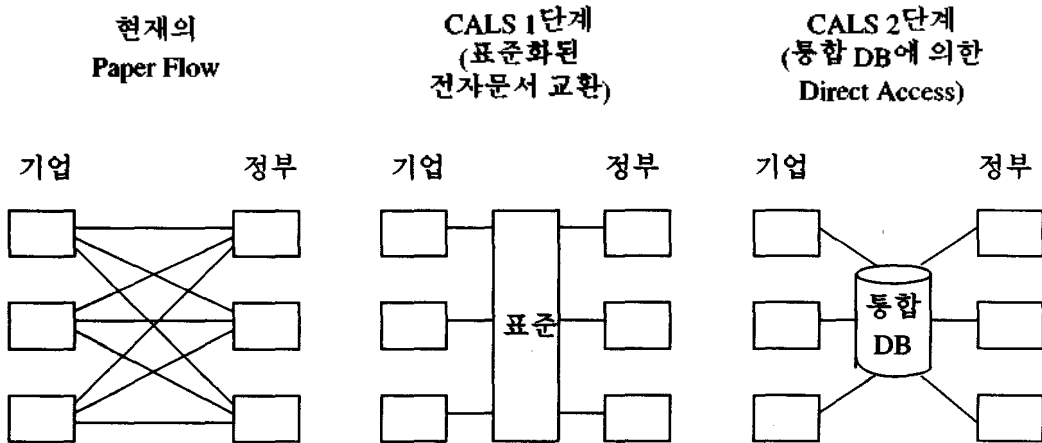 현재의
Paper Flow
CALS 1단계
(표준화된
전자문서 교환)
CALS 2단계
(통합 DB에 의한
Direct Access)
기업
정부
기업
정부
기업
정부
표준
통합
DB